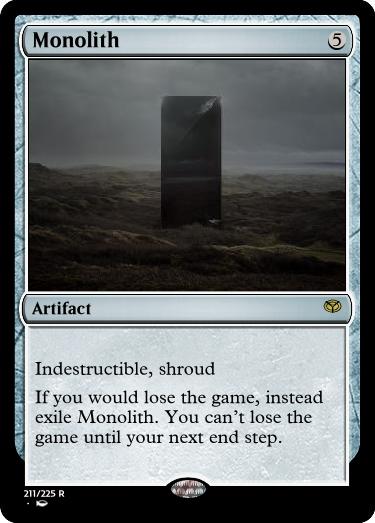 Monolith 5
Artifact
Indestructible, shroud
If you would lose the game, instead
exile Monolith. You can't lose the
game until your next end step.
211/225 R